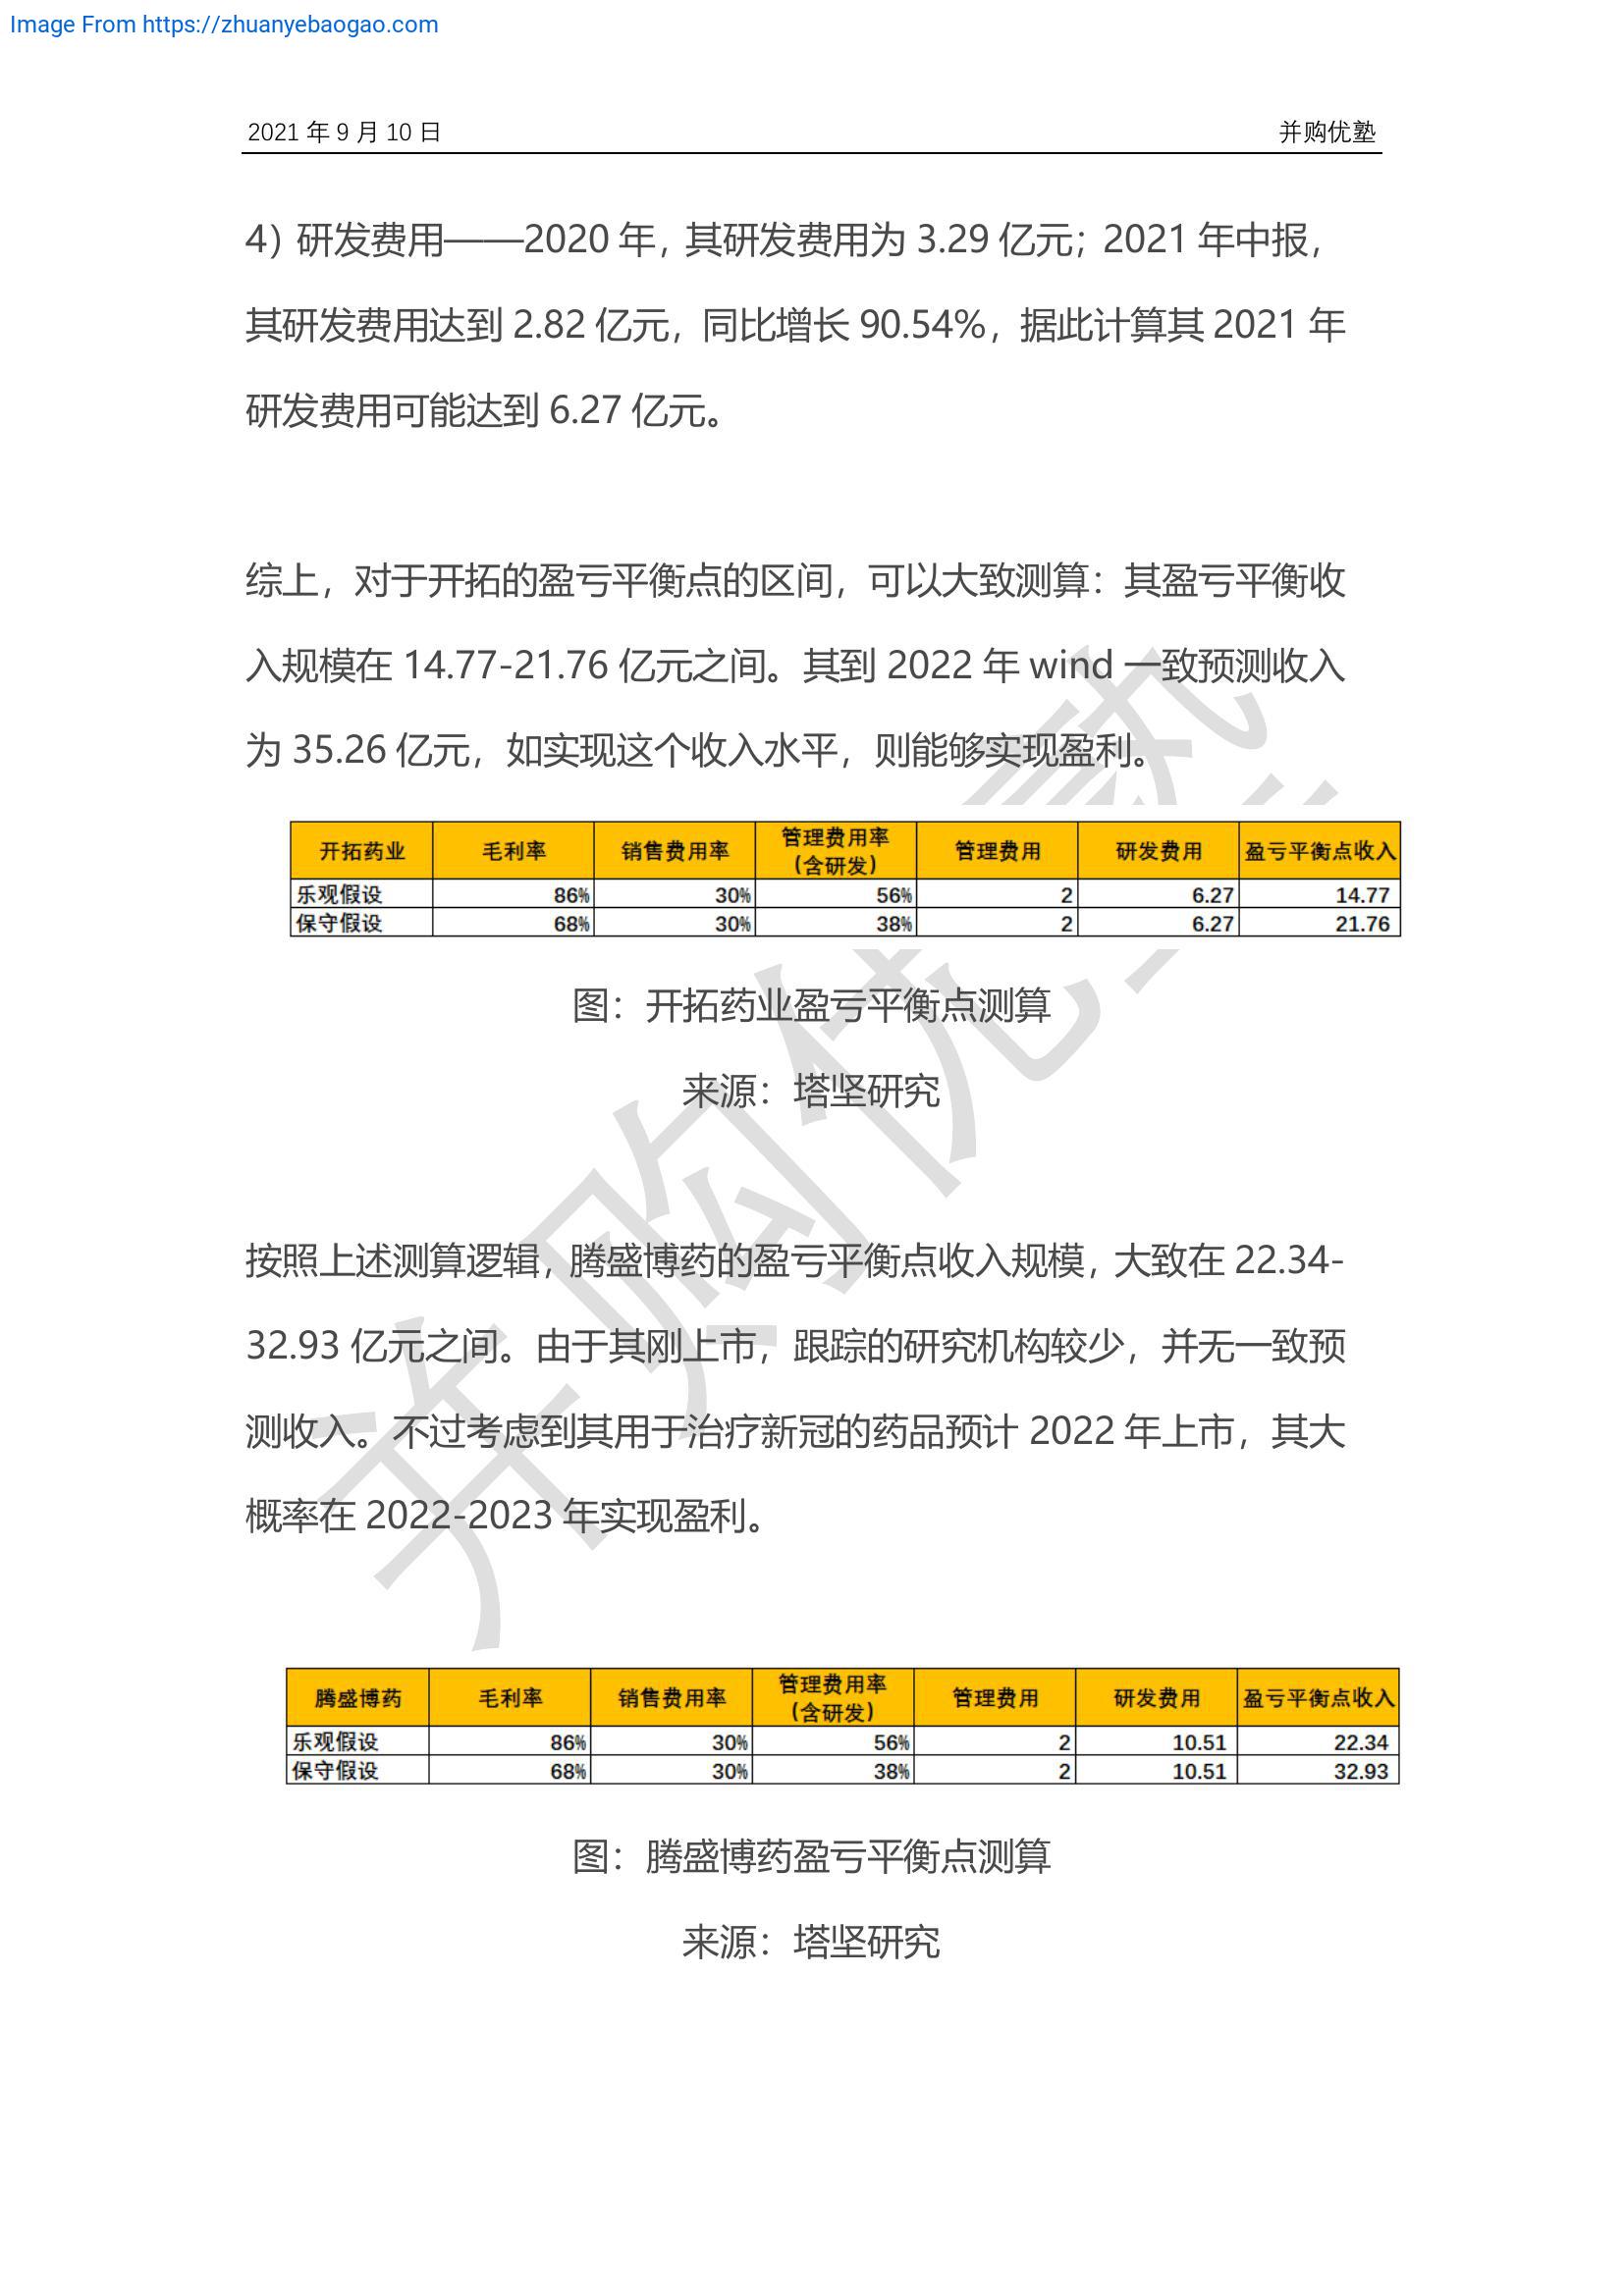 Image From https://zhuanyebaogao.com
2021 年 9 月 10 日 并购优塾
4）研发费用——2020 年，其研发费用为 3.29 亿元；2021 年中报，
其研发费用达到 2.82 亿元，同比增长 90.54%，据此计算其 2021 年
研发费用可能达到 6.27 亿元。
综上，对于开拓的盈亏平衡点的区间，可以大致测算：其盈亏平衡收
入规模在 14.77-21.76 亿元之间。其到 2022 年 wind 一致预测收入
为 35.26 亿元，如实现这个收入水平，则能够实现盈利。
开拓药业 毛利率 销售费用率 管理费用率（含研发） 管理费用 研发费用 盈亏平衡点收入
乐观假设 86% 30% 56% 2 6.27 14.77
保守假设 68% 30% 38% 2 6.27 21.76
图：开拓药业盈亏平衡点测算
来源：塔坚研究
按照上述测算逻辑，腾盛博药的盈亏平衡点收入规模，大致在 22.34-
32.93 亿元之间。由于其刚上市，跟踪的研究机构较少，并无一致预
测收入。不过考虑到其用于治疗新冠的药品预计 2022 年上市，其大
概率在 2022-2023 年实现盈利。
腾盛博药 毛利率 销售费用率 管理费用率（含研发） 管理费用 研发费用 盈亏平衡点收入
乐观假设 86% 30% 56% 2 10.51 22.34
保守假设 68% 30% 38% 2 10.51 32.93
图：腾盛博药盈亏平衡点测算
来源：塔坚研究
并购优塾